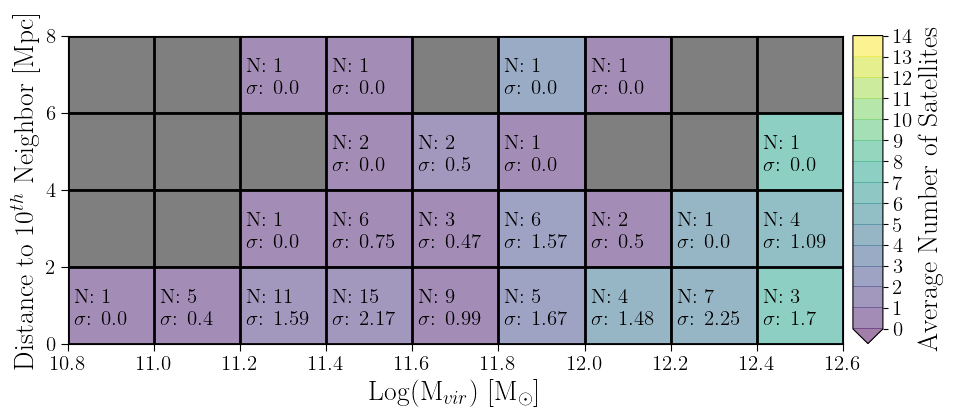 Distance to 10^{th} Neighbor [Mpc]
8
6
4
2
0
N: 1
σ: 0.0
N: 1
σ: 0.0
N: 1
σ: 0.0
N: 1
σ: 0.0
N: 2
σ: 0.0
N: 2
σ: 0.5
N: 1
σ: 0.0
N: 1
σ: 0.0
N: 1
σ: 0.0
N: 6
σ: 0.75
N: 3
σ: 0.47
N: 6
σ: 1.57
N: 2
σ: 0.5
N: 1
σ: 0.0
N: 4
σ: 1.09
N: 1
σ: 0.0
N: 5
σ: 0.4
N: 11
σ: 1.59
N: 15
σ: 2.17
N: 9
σ: 0.99
N: 5
σ: 1.67
N: 4
σ: 1.48
N: 7
σ: 2.25
N: 3
σ: 1.7
10.8 11.0 11.2 11.4 11.6 11.8 12.0 12.2 12.4 12.6
Log(M_{vir}) [M_⊙]
14
13
12
11
10
9
8
7
6
5
4
3
2
1
0
Average Number of Satellites